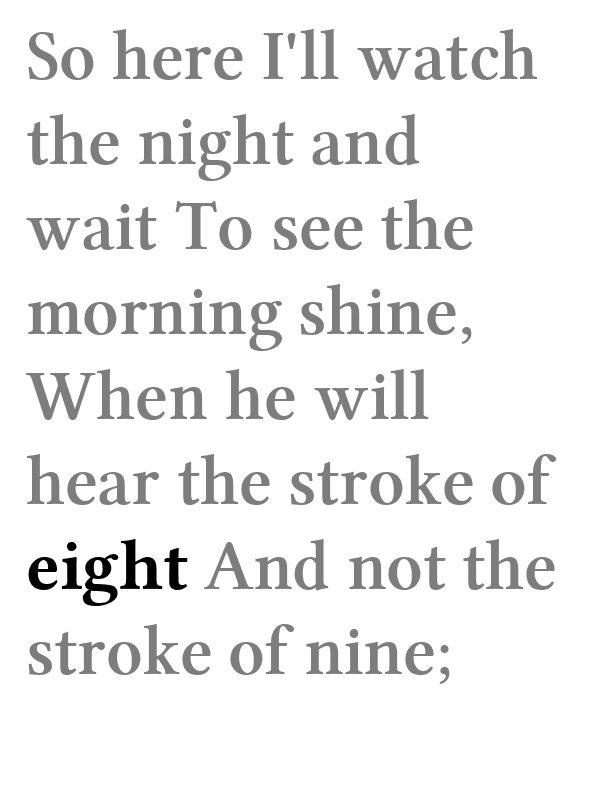 So here I'll watch
the night and
wait To see the
morning shine,
When he will
hear the stroke of
eight And not the
stroke of nine;